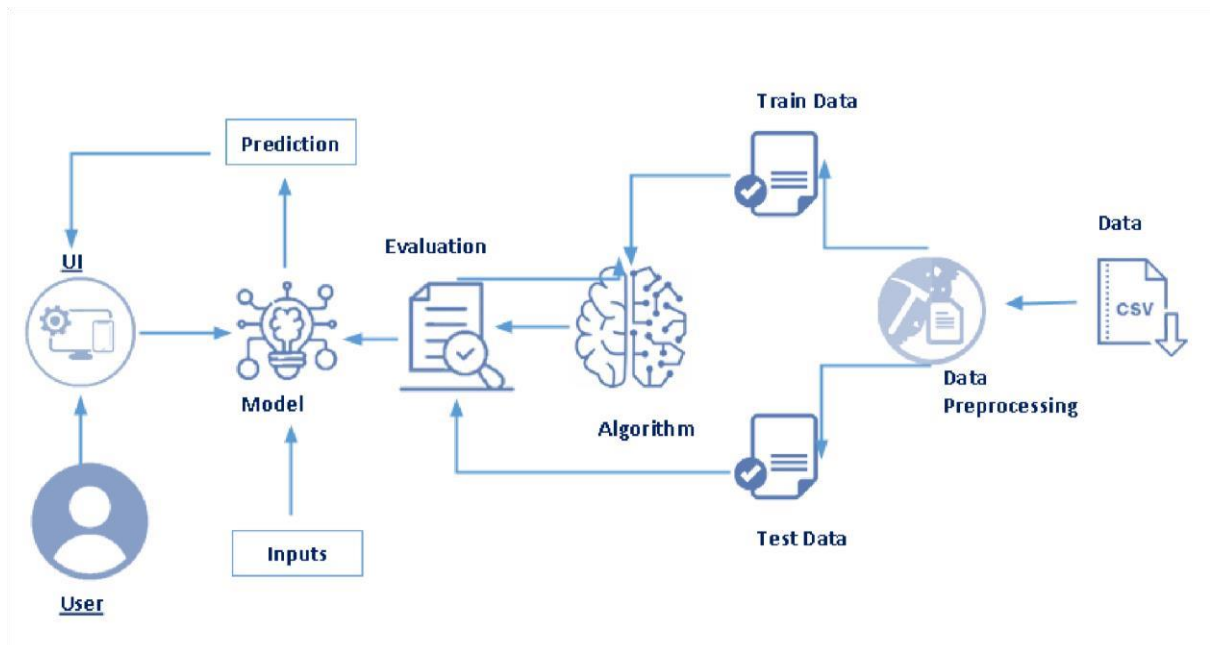 Train Data
Prediction
Data
Evaluation
UI
CSV
Data
Preprocessing
Model
Algorithm
Test Data
Inputs
User